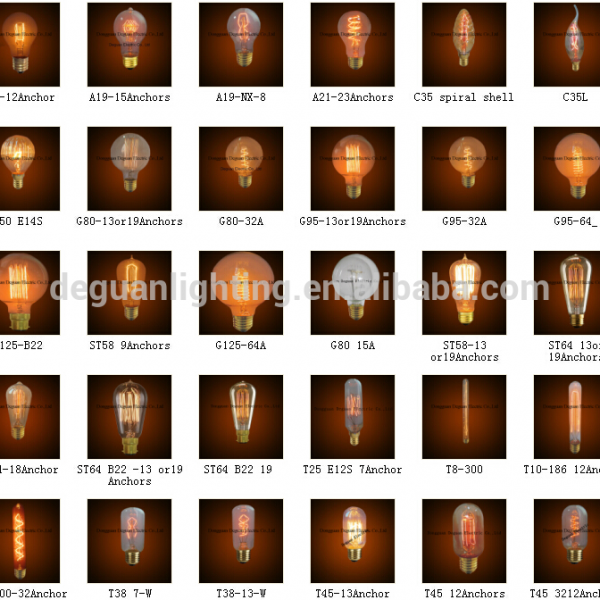 -12Anchor
A19-15Anchors
A19-NX-8
A21-23Anchors
C35 spiral shell
C35L
50 E14S
G80-13or19Anchors
G80-32A
G95-13or19Anchors
G95-32A
G95-64_
deguanlighting.en.alibaba.com
125-B22
ST58 9Anchors
G125-64A
G80 15A
ST58-13
or19Anchors
ST64 13or
19Anchors
-18Anchor
ST64 B22 -13 or19
Anchors
ST64 B22 19
T25 E12S 7Anchor
T8-300
T10-186 12An
00-32Anchor
T38 7-W
T38-13-W
T45-13Anchor
T45 12Anchors
T45 3212Anch